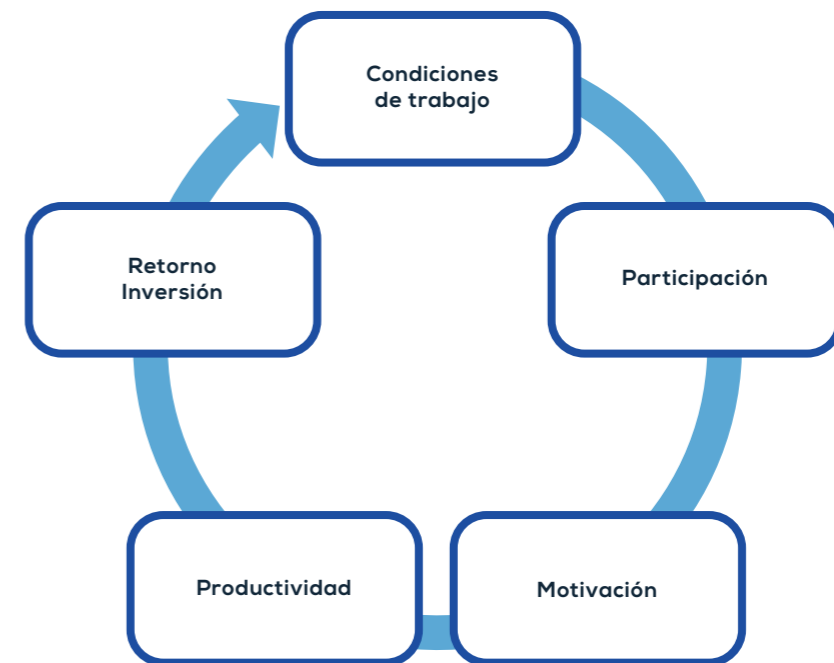 Condiciones
de trabajo
Participación
Motivación
Productividad
Retorno
Inversión